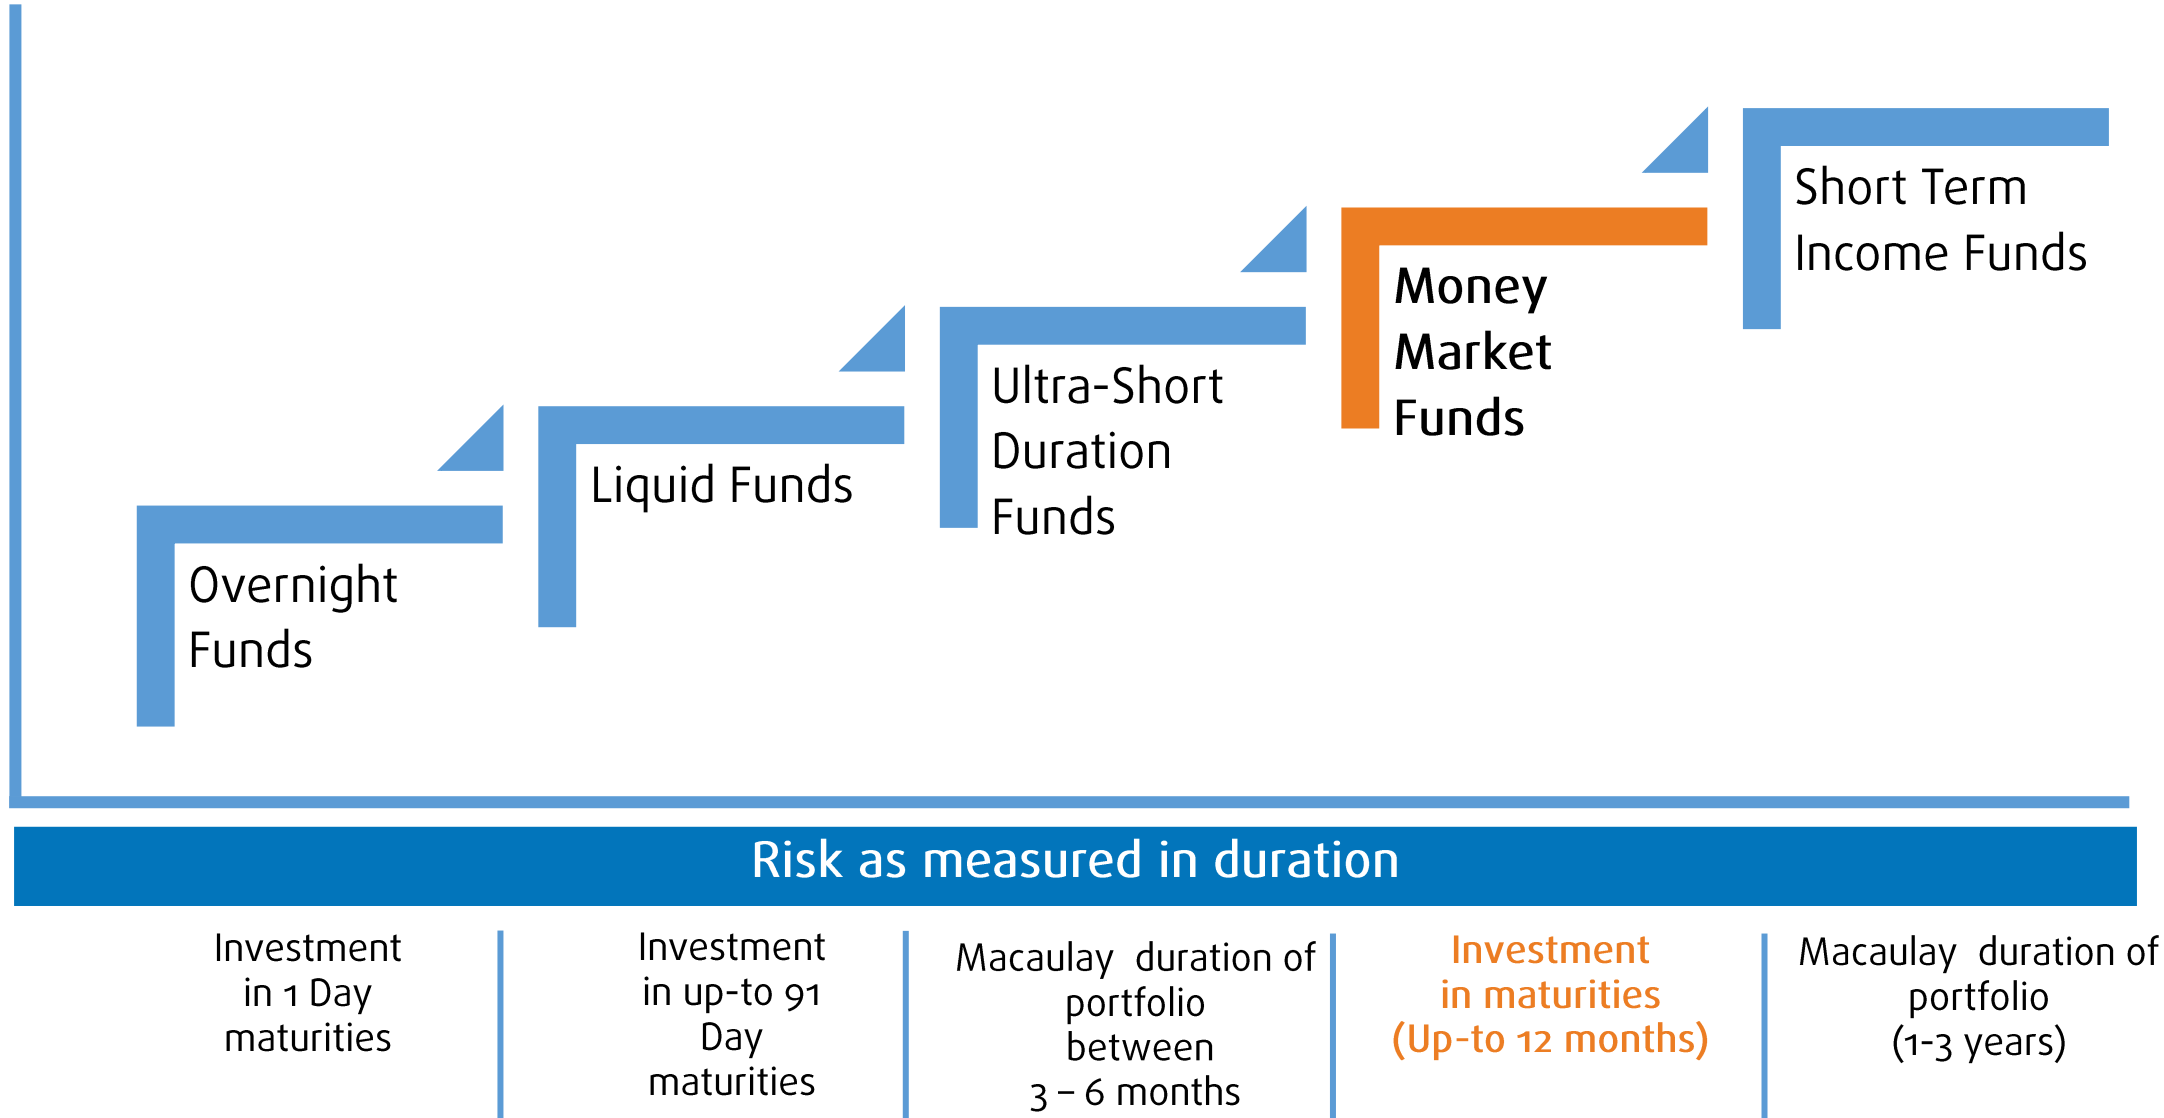 Short Term
Income Funds
Money
Market
Funds
Ultra-Short
Duration
Funds
Liquid Funds
Overnight
Funds
Risk as measured in duration
Investment
in 1 Day
maturities
Investment
in up-to 91
Day
maturities
Macaulay  duration of
portfolio
between
3 – 6 months
Investment
in maturities
(Up-to 12 months)
Macaulay  duration of
portfolio
(1-3 years)